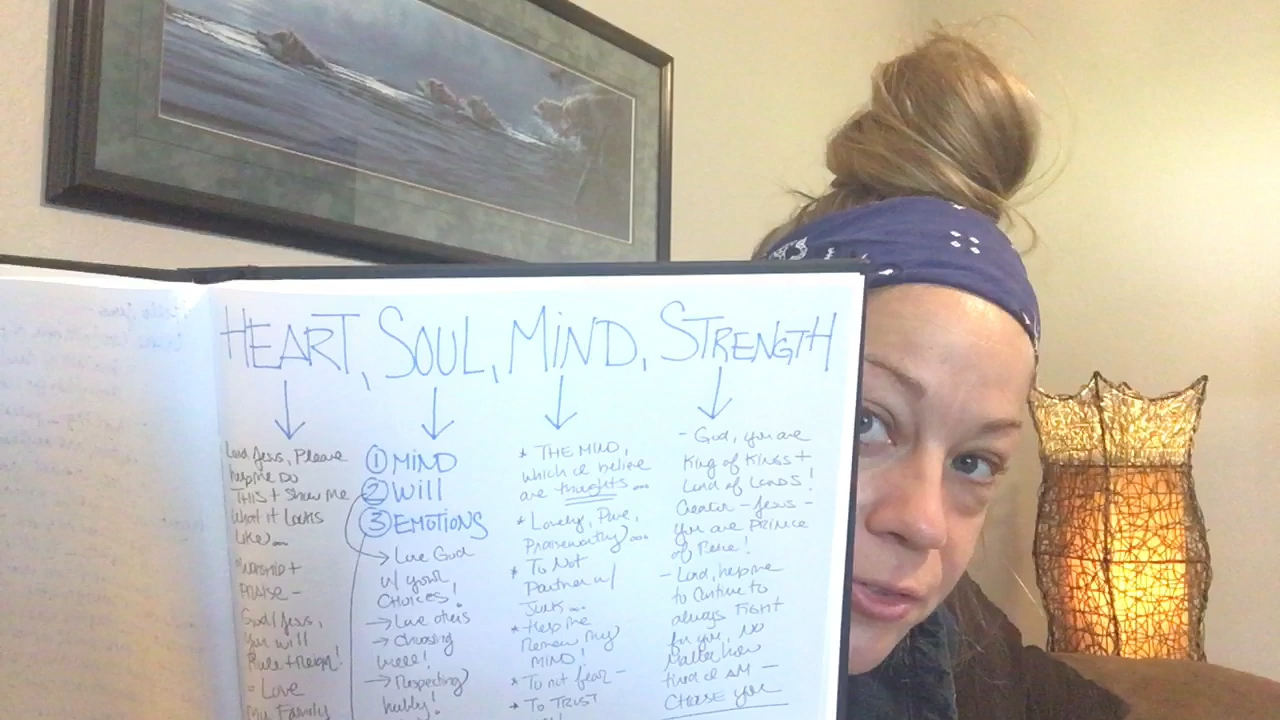 HEART, SOUL, MIND, STRENGTH
Lord Jesus, Please
help me DO
THIS + Show me
what it looks
like...
*Worship +
Praise -
God/Jesus,
You will
Rule + Reign!
Love
My Family
① MIND
② Will
③ EMOTIONS
→ Love God
w/ your
CHOICES!
→ Love others
→ Choosing
well!
→ Respecting
hubby!
* THE MIND,
which I believe
are thoughts...
* Lovely, Pure,
Praiseworthy...
* To Not
Partner w/
JUNK...
* Help me
Renew my
MIND!
* To not fear -
* To TRUST
- God, you are
King of Kings +
Lord of Lords!
Creator - Jesus -
You are PRINCE
of Peace!
- Lord, help me
to continue to
always FIGHT
for you, NO
Matter how
tired I AM -
CHOOSE you